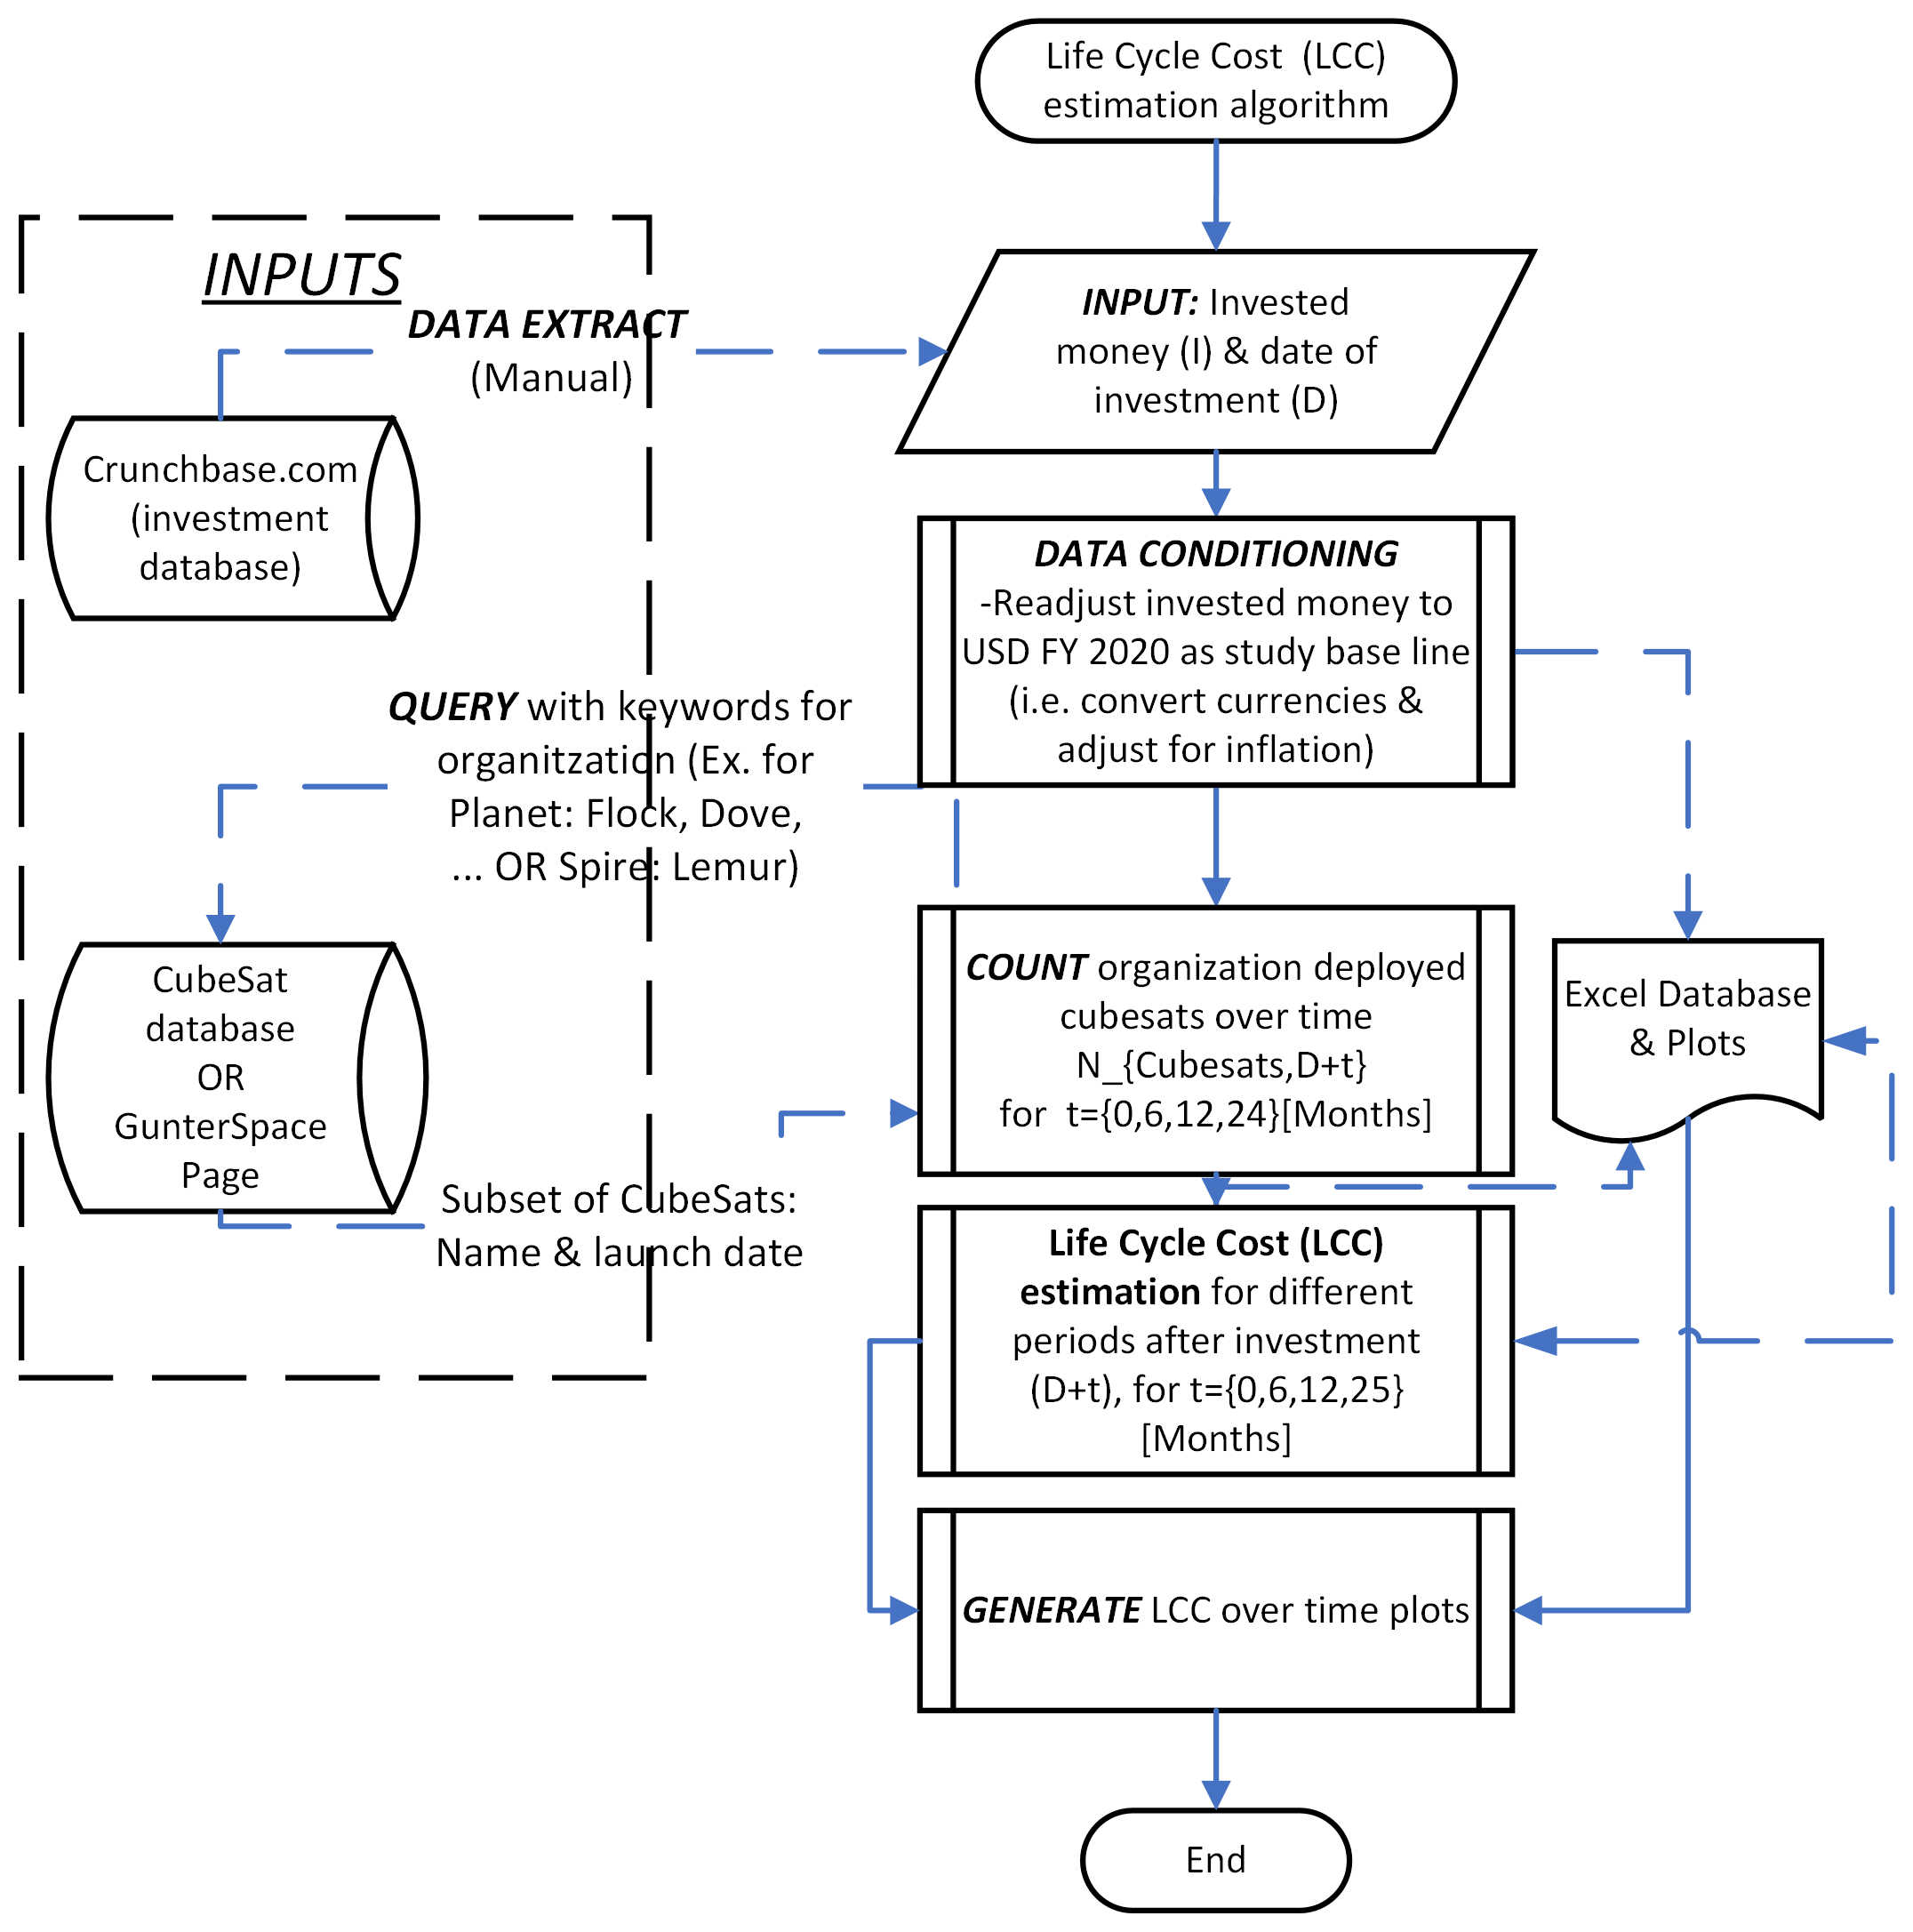 Life Cycle Cost (LCC)
estimation algorithm
INPUTS
DATA EXTRACT
(Manual)
INPUT: Invested
money (I) & date of
investment (D)
Crunchbase.com
(investment
database)
DATA CONDITIONING
-Readjust invested money to
USD FY 2020 as study base line
(i.e. convert currencies &
adjust for inflation)
QUERY with keywords for
organitzation (Ex. for
Planet: Flock, Dove,
... OR Spire: Lemur)
CubeSat
database
OR
GunterSpace
Page
COUNT organization deployed
cubesats over time
N_{Cubesats,D+t}
for t={0,6,12,24}[Months]
Excel Database
& Plots
Subset of CubeSats:
Name & launch date
Life Cycle Cost (LCC)
estimation for different
periods after investment
(D+t), for t={0,6,12,25}
[Months]
GENERATE LCC over time plots
End